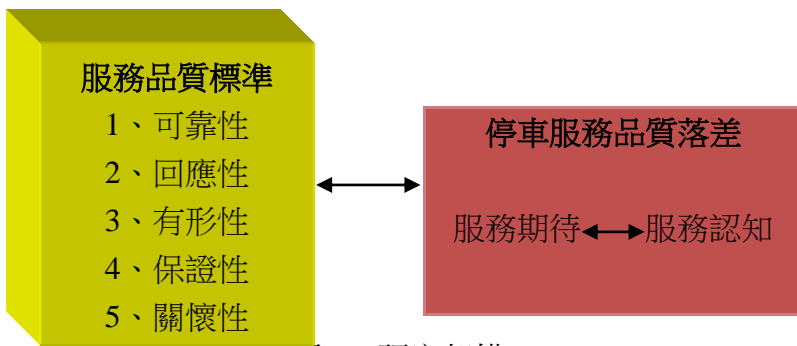 服務品質標準
1、可靠性
2、回應性
3、有形性
4、保證性
5、關懷性
停車服務品質落差
服務期待 服務認知